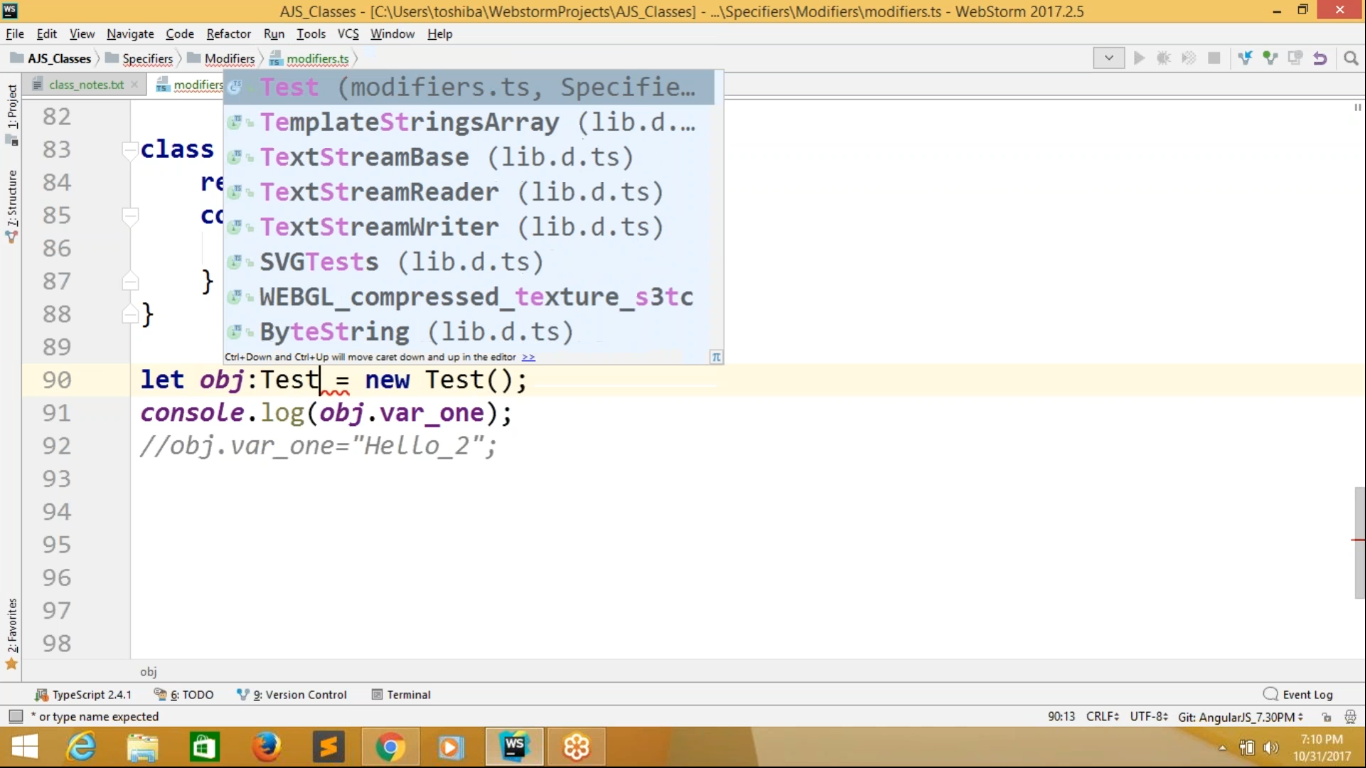 WS
AJS_Classes - [C:\Users\toshiba\WebstormProjects\AJS_Classes] - ...\Specifiers\Modifiers\modifiers.ts - WebStorm 2017.2.5
File Edit View Navigate Code Refactor Run Tools VCS Window Help
AJS_Classes Specifiers Modifiers modifiers.ts
class_notes.txt modifiers
Test (modifiers.ts, Specifie…
TemplateStringsArray (lib.d.…
TextStreamBase (lib.d.ts)
TextStreamReader (lib.d.ts)
TextStreamWriter (lib.d.ts)
SVGTests (lib.d.ts)
WEBGL_compressed_texture_s3tc
ByteString (lib.d.ts)
Ctrl+Down and Ctrl+Up will move caret down and up in the editor >> π
1: Project
7: Structure
2: Favorites
82
83 class
84 re
85 co
86
87 }
88 }
89
90 let obj:Test = new Test();
91 console.log(obj.var_one);
92 //obj.var_one="Hello_2";
93
94
95
96
97
98
obj
TypeScript 2.4.1 6: TODO 9: Version Control Terminal Event Log
* or type name expected 90:13 CRLF UTF-8 Git: AngularJS_7.30PM
WS
7:10 PM
10/31/2017